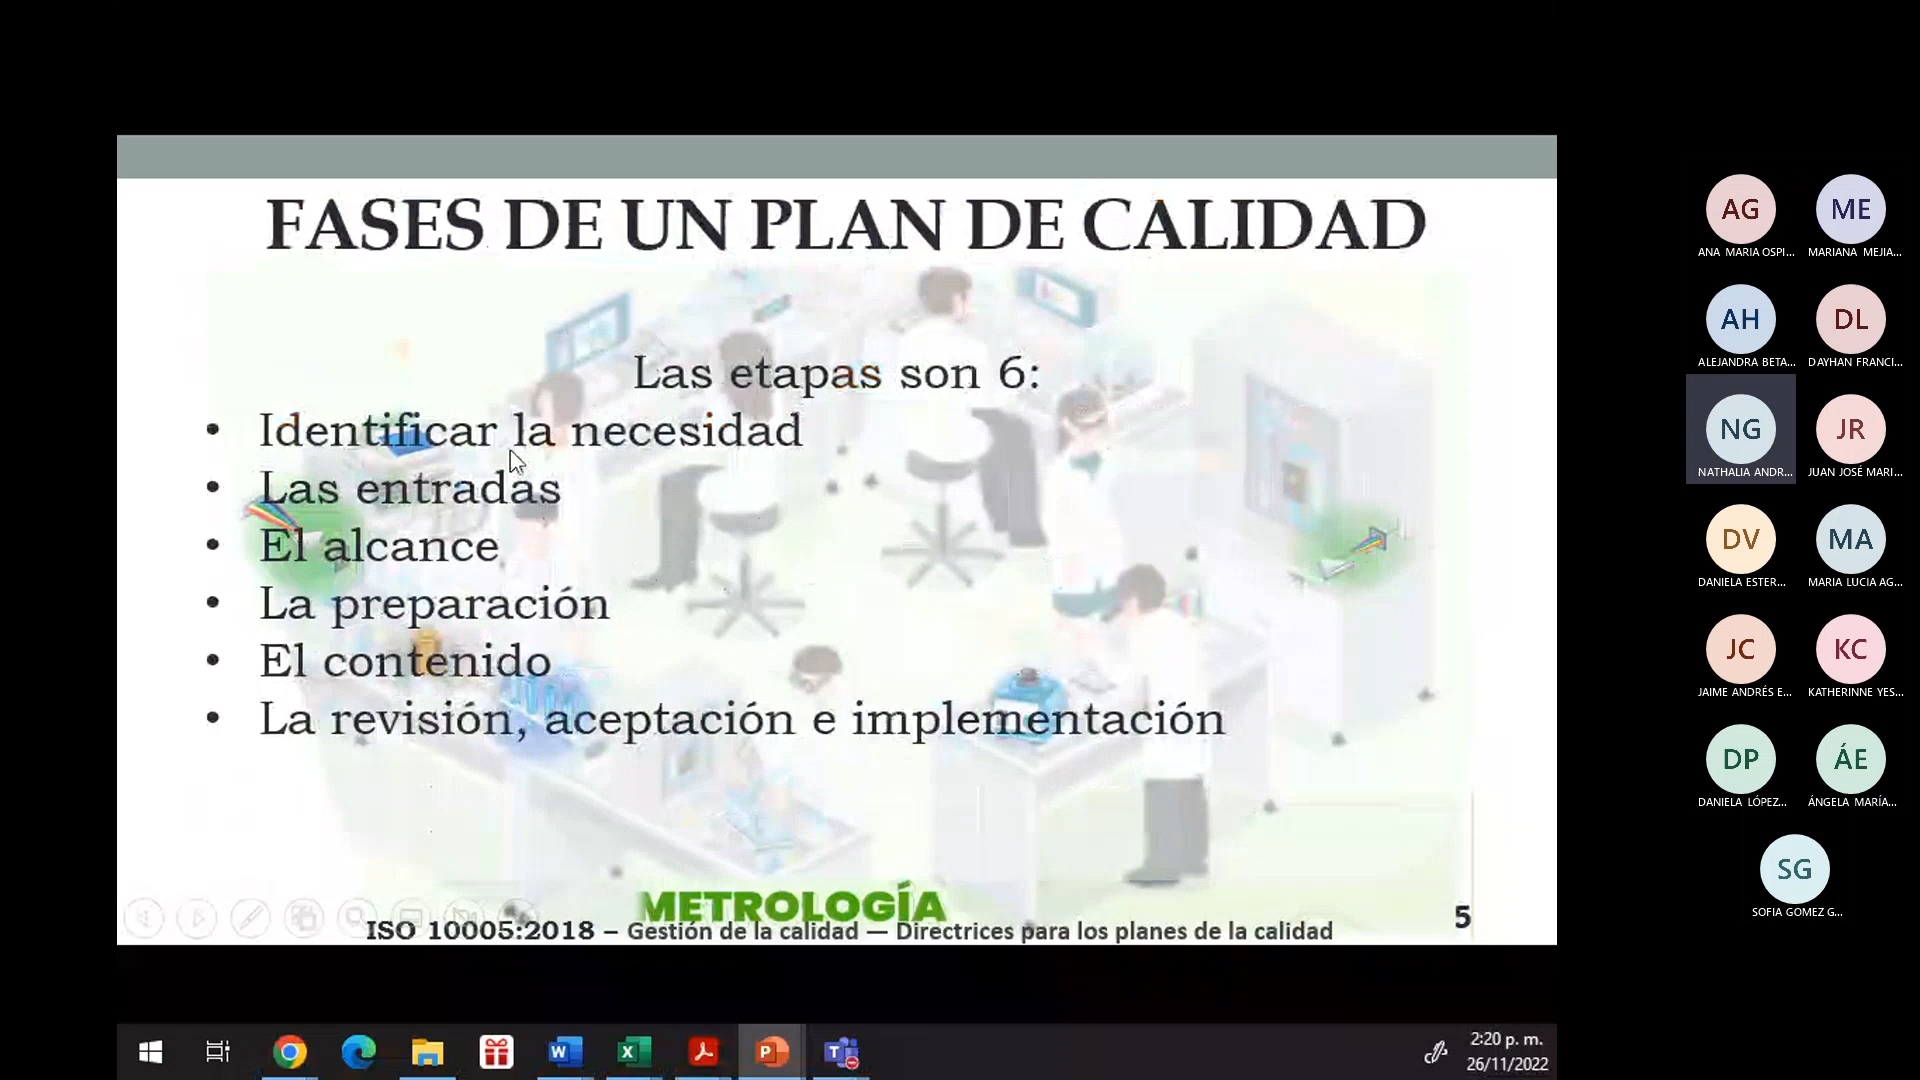 FASES DE UN PLAN DE CALIDAD
Las etapas son 6:
• Identificar la necesidad
• Las entradas
• El alcance
• La preparación
• El contenido
• La revisión, aceptación e implementación
METROLOGÍA
ISO 10005:2018 – Gestión de la calidad — Directrices para los planes de la calidad
5
AG
ANA MARIA OSPI...
ME
MARIANA MEJIA...
AH
ALEJANDRA BETA...
DL
DAYHAN FRANCI...
NG
NATHALIA ANDR...
JR
JUAN JOSÉ MARI...
DV
DANIELA ESTER...
MA
MARIA LUCIA AG...
JC
JAIME ANDRÉS E...
KC
KATHERINNE YES...
DP
DANIELA LÓPEZ...
ÁE
ÁNGELA MARÍA...
SG
SOFIA GOMEZ G...
2:20 p. m.
26/11/2022